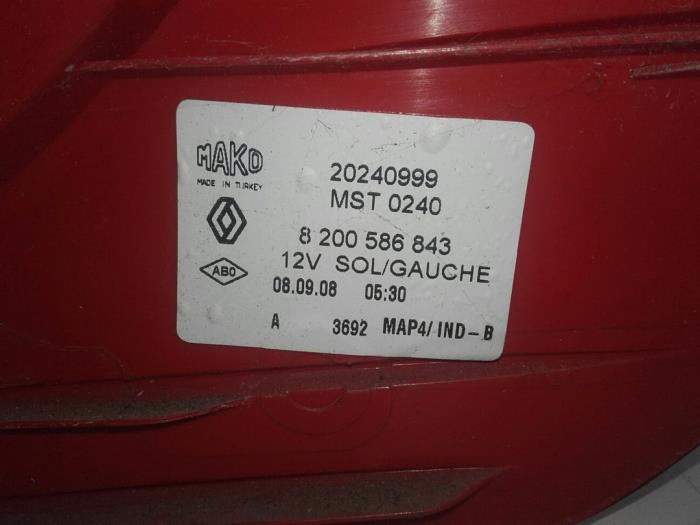 MAKO
MADE IN TURKEY
20240999
MST 0240
8 200 586 843
AB0
12V SOL/GAUCHE
08.09.08 05:30
A 3692 MAP4/ IND-B